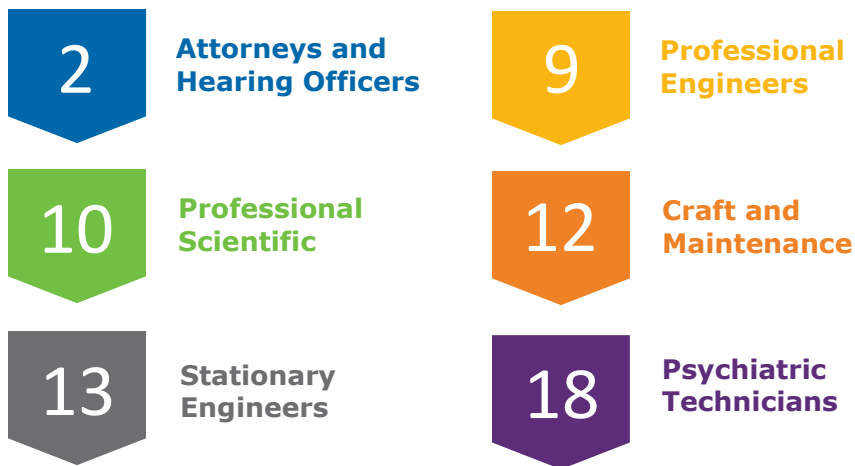 2
Attorneys and
Hearing Officers
9
Professional
Engineers
10
Professional
Scientific
12
Craft and
Maintenance
13
Stationary
Engineers
18
Psychiatric
Technicians